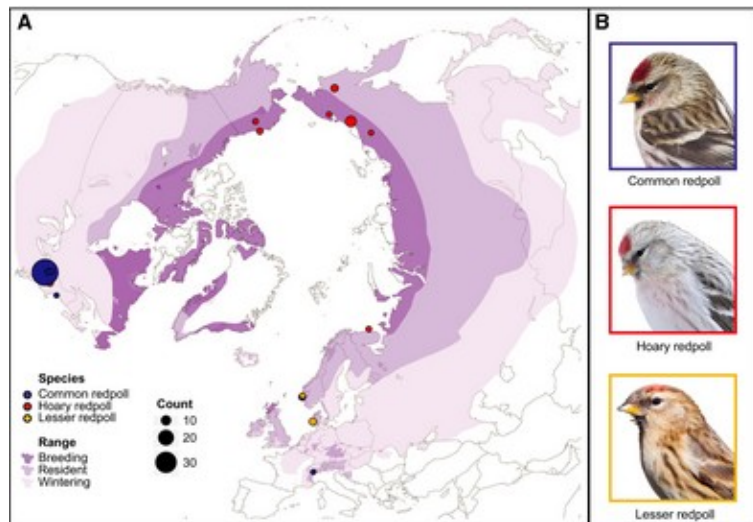 A
Species
Common redpoll
Hoary redpoll
Lesser redpoll
Range
Breeding
Resident
Wintering
Count
10
20
30
B
Common redpoll
Hoary redpoll
Lesser redpoll